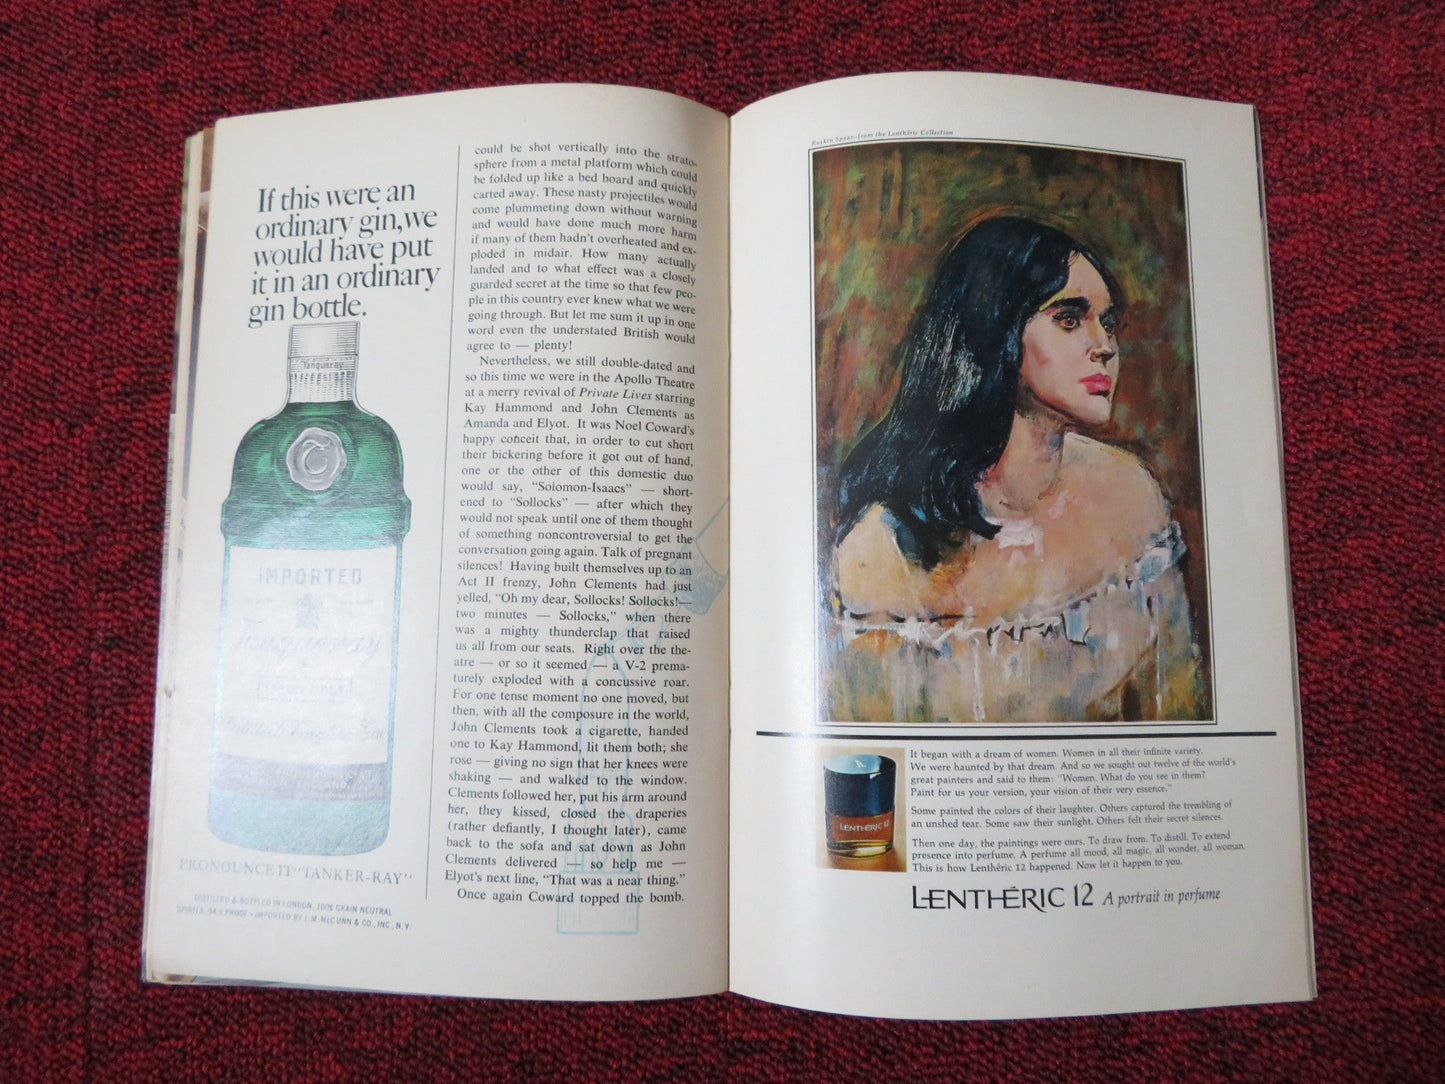 If this were an
ordinary gin, we
would have put
it in an ordinary
gin bottle.
Tanqueray
IMPORTED
PRONOUNCE IT "TANKER-RAY"
DISTILLED & BOTTLED IN LONDON. 100% GRAIN NEUTRAL
SPIRITS. 94.6 PROOF • IMPORTED BY J. M. McCUNN & CO., INC., N.Y.
could be shot vertically into the strato-
sphere from a metal platform which could
be folded up like a bed board and quickly
carted away. These nasty projectiles would
come plummeting down without warning
and would have done much more harm
if many of them hadn't overheated and ex-
ploded in midair. How many actually
landed and to what effect was a closely
guarded secret at the time so that few peo-
ple in this country ever knew what we were
going through. But let me sum it up in one
word even the understated British would
agree to — plenty!
Nevertheless, we still double-dated and
so this time we were in the Apollo Theatre
at a merry revival of Private Lives starring
Kay Hammond and John Clements as
Amanda and Elyot. It was Noel Coward's
happy conceit that, in order to cut short
their bickering before it got out of hand,
one or the other of this domestic duo
would say, "Solomon-Isaacs" — short-
ened to "Sollocks" — after which they
would not speak until one of them thought
of something noncontroversial to get the
conversation going again. Talk of pregnant
silences! Having built themselves up to an
Act II frenzy, John Clements had just
yelled, "Oh my dear, Sollocks! Sollocks!—
two minutes — Sollocks," when there
was a mighty thunderclap that raised
us all from our seats. Right over the the-
atre — or so it seemed — a V-2 prema-
turely exploded with a concussive roar.
For one tense moment no one moved, but
then, with all the composure in the world,
John Clements took a cigarette, handed
one to Kay Hammond, lit them both; she
rose — giving no sign that her knees were
shaking — and walked to the window.
Clements followed her, put his arm around
her, they kissed, closed the draperies
(rather defiantly, I thought later), came
back to the sofa and sat down as John
Clements delivered — so help me —
Elyot's next line, "That was a near thing."
Once again Coward topped the bomb.
Ruskin Spear—from the Lenthéric Collection
LENTHÉRIC 12
It began with a dream of women. Women in all their infinite variety.
We were haunted by that dream. And so we sought out twelve of the world's
great painters and said to them: "Women. What do you see in them?
Paint for us your version, your vision of their very essence."
Some painted the colors of their laughter. Others captured the trembling of
an unshed tear. Some saw their sunlight. Others felt their secret silences.
Then one day, the paintings were ours. To draw from. To distill. To extend
presence into perfume. A perfume all mood, all magic, all wonder, all woman.
This is how Lenthéric 12 happened. Now let it happen to you.
LENTHÉRIC 12 A portrait in perfume